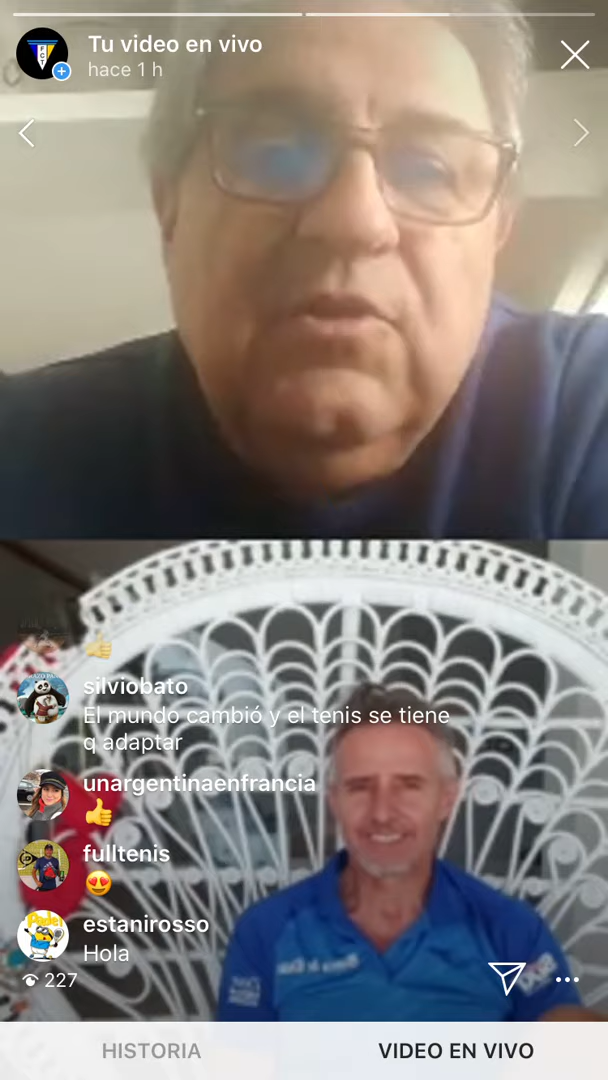 Tu video en vivo
hace 1 h
silviobato
El mundo cambió y el tenis se tiene
q adaptar
unargentinaenfrancia
fulltenis
estanirosso
Hola
227
HISTORIA
VIDEO EN VIVO